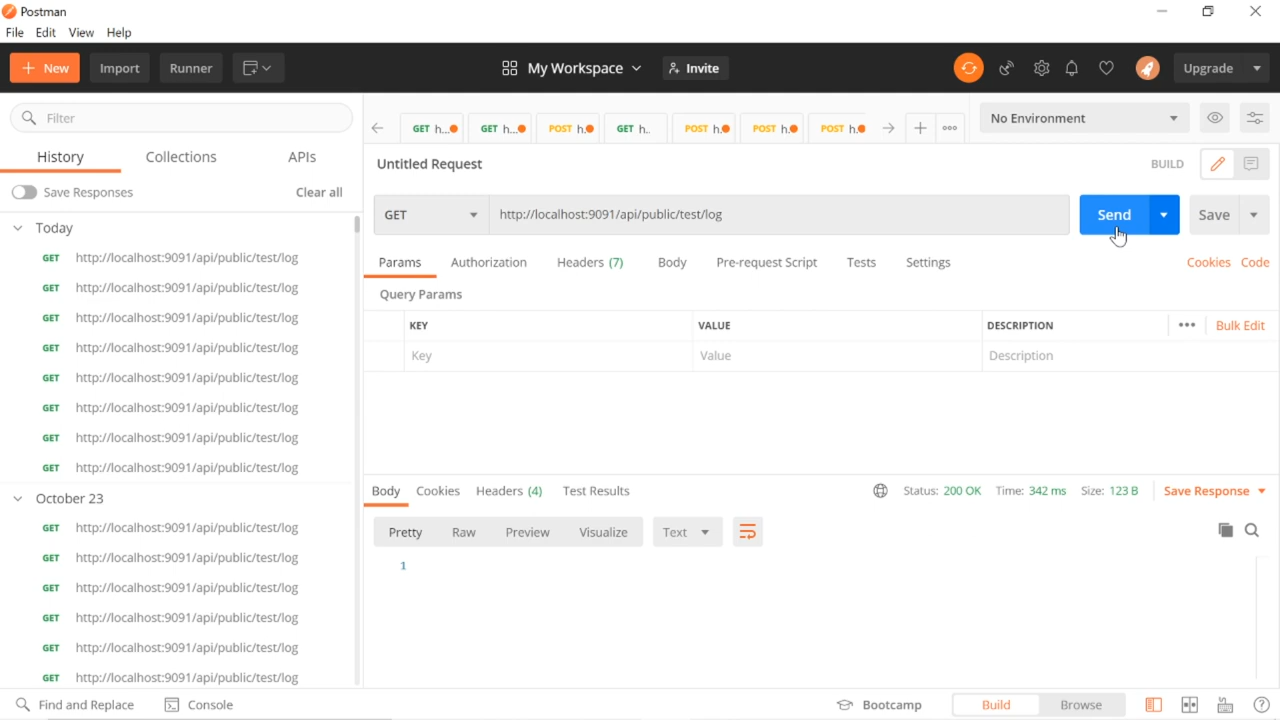 Postman
File Edit View Help
New Import Runner My Workspace Invite Upgrade
Filter
GET h... GET h... POST h. GET h.. POST h. POST h. POST h.
No Environment
History Collections APIs
Untitled Request
BUILD
Save Responses Clear all
GET http://localhost:9091/api/public/test/log Send Save
Today
GET http://localhost:9091/api/public/test/log
GET http://localhost:9091/api/public/test/log
GET http://localhost:9091/api/public/test/log
GET http://localhost:9091/api/public/test/log
GET http://localhost:9091/api/public/test/log
GET http://localhost:9091/api/public/test/log
GET http://localhost:9091/api/public/test/log
GET http://localhost:9091/api/public/test/log
October 23
GET http://localhost:9091/api/public/test/log
GET http://localhost:9091/api/public/test/log
GET http://localhost:9091/api/public/test/log
GET http://localhost:9091/api/public/test/log
GET http://localhost:9091/api/public/test/log
GET http://localhost:9091/api/public/test/log
Params Authorization Headers (7) Body Pre-request Script Tests Settings Cookies Code
Query Params
KEY VALUE DESCRIPTION Bulk Edit
Key Value Description
Body Cookies Headers (4) Test Results Status: 200 OK Time: 342 ms Size: 123 B Save Response
Pretty Raw Preview Visualize Text
1
Find and Replace Console Bootcamp Build Browse